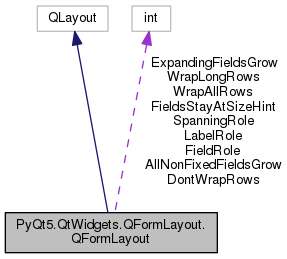 QLayout
int
ExpandingFieldsGrow
WrapLongRows
WrapAllRows
FieldsStayAtSizeHint
SpanningRole
LabelRole
FieldRole
AllNonFixedFieldsGrow
DontWrapRows
PyQt5.QtWidgets.QFormLayout.
QFormLayout